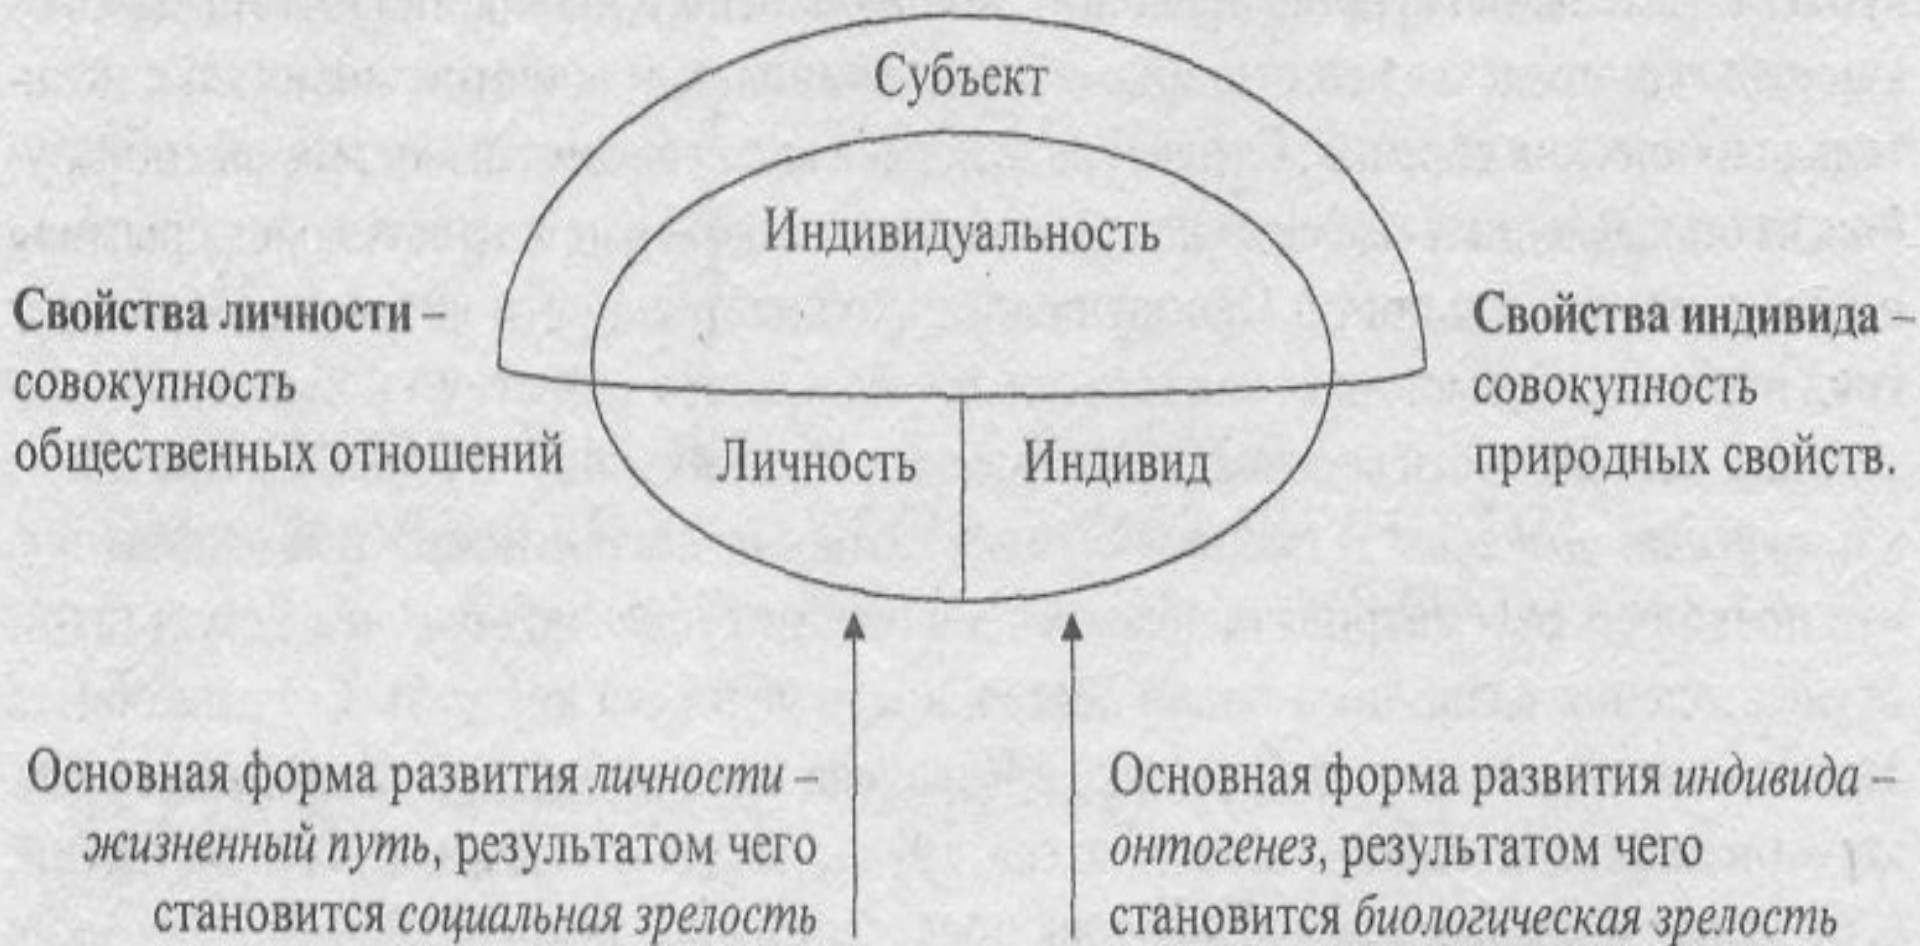 Субъект
Индивидуальность
Свойства личности –
совокупность
общественных отношений
Свойства индивида –
совокупность
природных свойств.
Личность
Индивид
Основная форма развития личности –
жизненный путь, результатом чего
становится социальная зрелость
Основная форма развития индивида –
онтогенез, результатом чего
становится биологическая зрелость